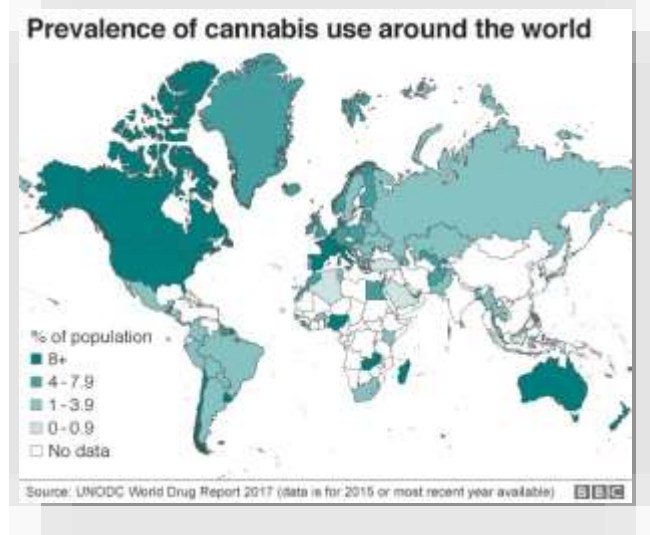 Prevalence of cannabis use around the world
% of population
8+
4-7.9
1-3.9
0-0.9
No data
Source: UNODC World Drug Report 2017 (data is for 2015 or most recent year available) BBC